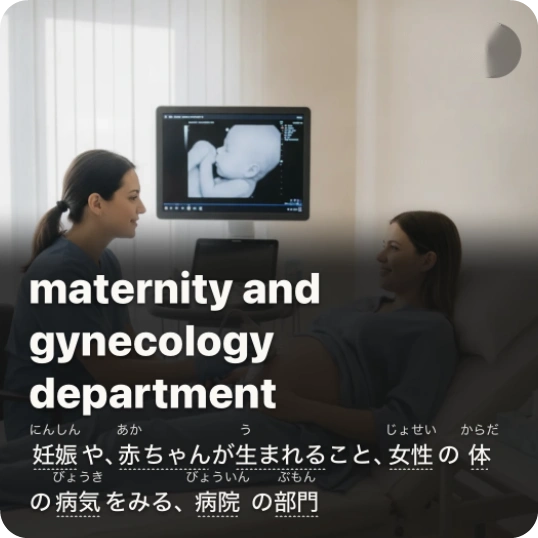 maternity and
gynecology
department
にんしん あか う じょせい からだ
妊娠や、赤ちゃんが生まれること、女性の体
びょうき びょういん ぶもん
の病気をみる、病院の部門